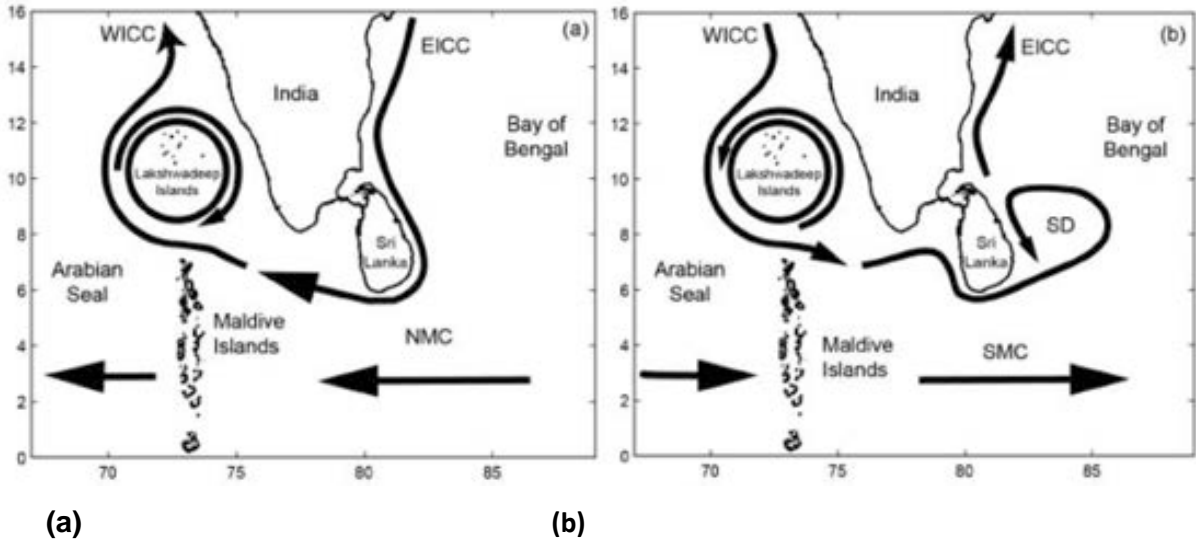 16
14
12
10
8
6
4
2
0
70
75
80
85
WICC
(a)
EICC
India
Bay of
Bengal
Lakshwadeep
Islands
Sri
Lanka
Arabian
Seal
Maldive
Islands
NMC
16
14
12
10
8
6
4
2
0
70
75
80
85
WICC
(b)
EICC
India
Bay of
Bengal
Lakshwadeep
Islands
SD
Sri
Lanka
Arabian
Seal
Maldive
Islands
SMC
(a)
(b)